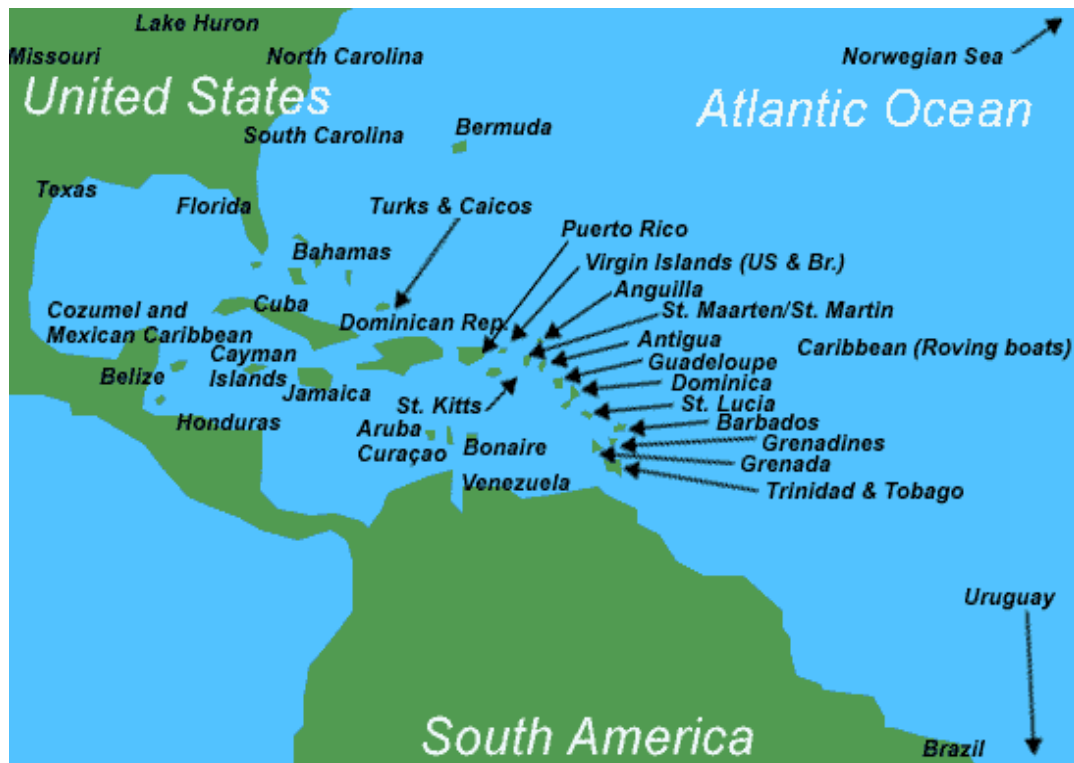 Lake Huron
Missouri
North Carolina
Norwegian Sea
United States
Atlantic Ocean
South Carolina
Bermuda
Texas
Florida
Turks & Caicos
Puerto Rico
Bahamas
Virgin Islands (US & Br.)
Anguilla
Cozumel and
Mexican Caribbean
Cuba
St. Maarten/St. Martin
Dominican Rep.
Antigua
Caribbean (Roving boats)
Cayman
Islands
Guadeloupe
Belize
Jamaica
Dominica
St. Kitts
St. Lucia
Honduras
Barbados
Aruba
Curaçao
Bonaire
Grenadines
Grenada
Venezuela
Trinidad & Tobago
Uruguay
South America
Brazil